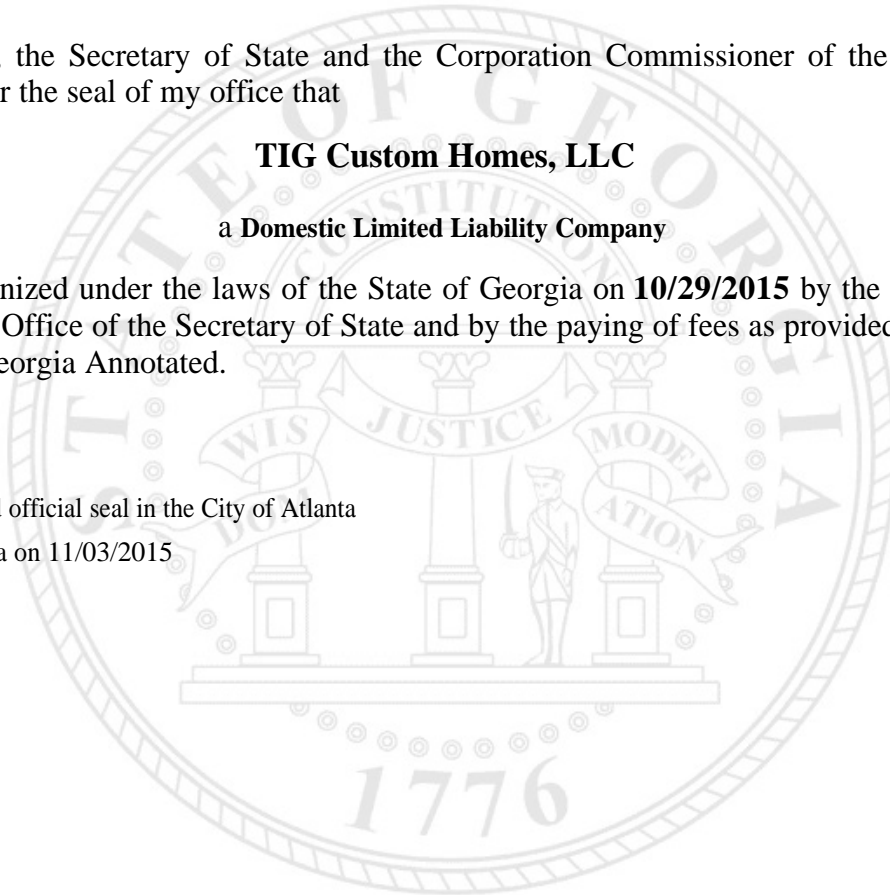 , the Secretary of State and the Corporation Commissioner of the
r the seal of my office that
TIG Custom Homes, LLC
a Domestic Limited Liability Company
nized under the laws of the State of Georgia on 10/29/2015 by the
Office of the Secretary of State and by the paying of fees as provided
eorgia Annotated.
l official seal in the City of Atlanta
a on 11/03/2015
STATE OF GEORGIA
CONSTITUTION
WISDOM
JUSTICE
MODERATION
1776